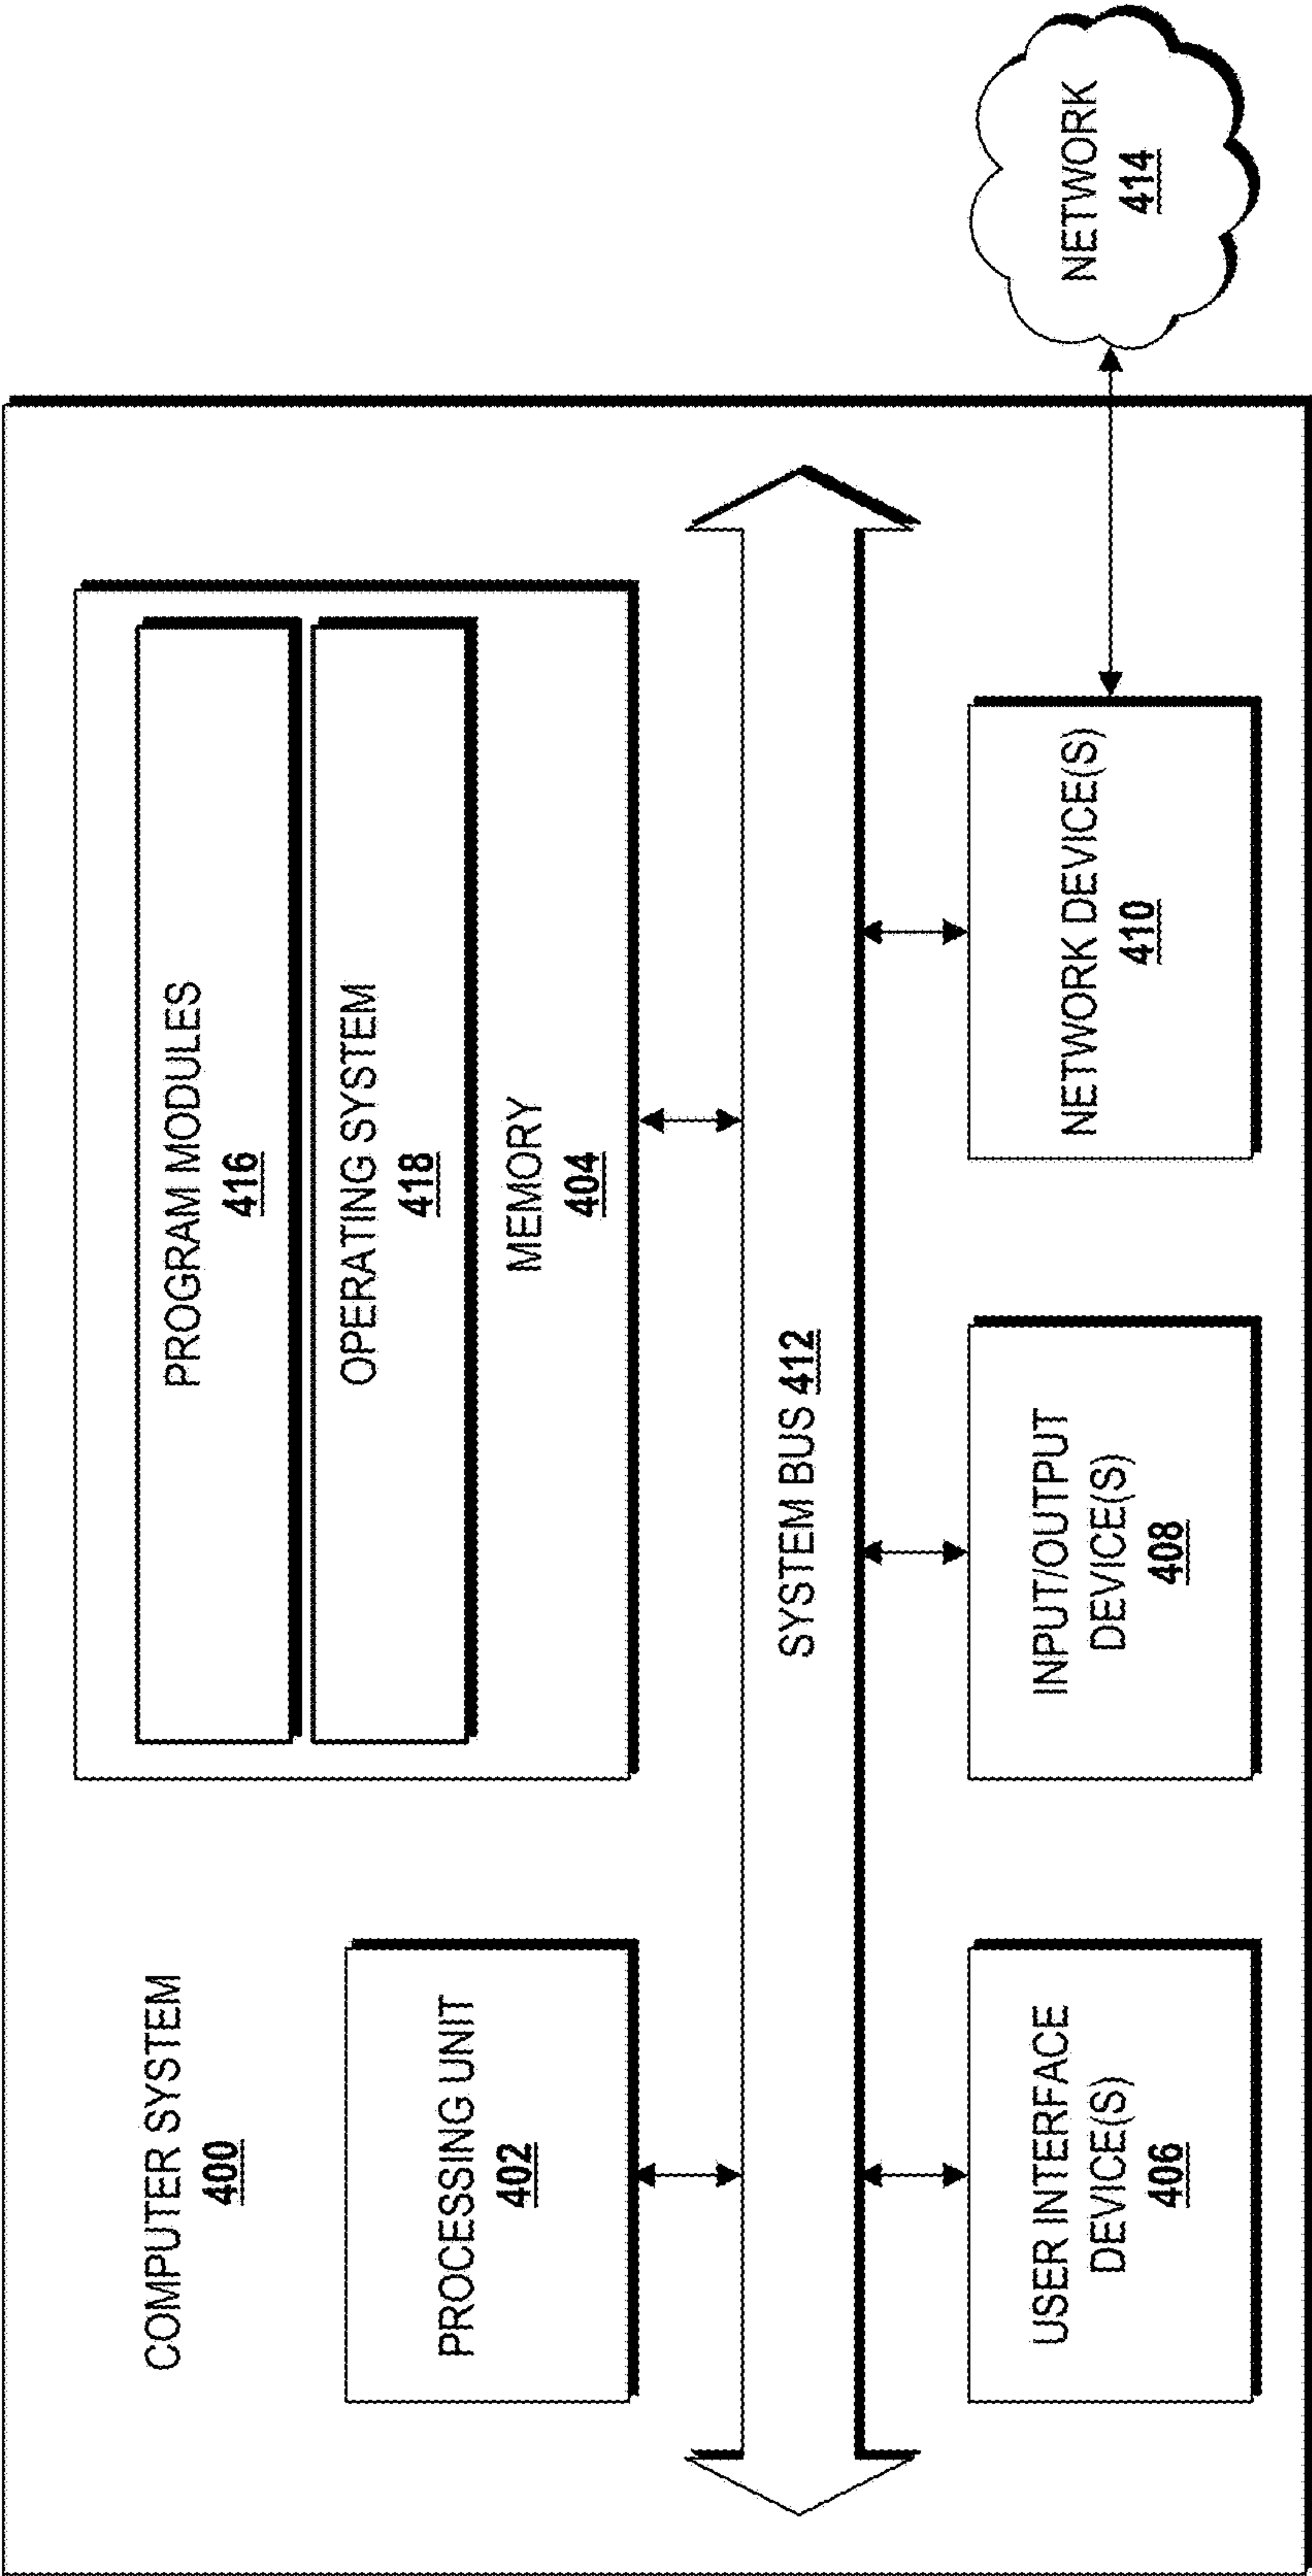 COMPUTER SYSTEM
400
PROCESSING UNIT
402
PROGRAM MODULES
416
OPERATING SYSTEM
418
MEMORY
404
SYSTEM BUS 412
USER INTERFACE
DEVICE(S)
406
INPUT/OUTPUT
DEVICE(S)
408
NETWORK DEVICE(S)
410
NETWORK
414